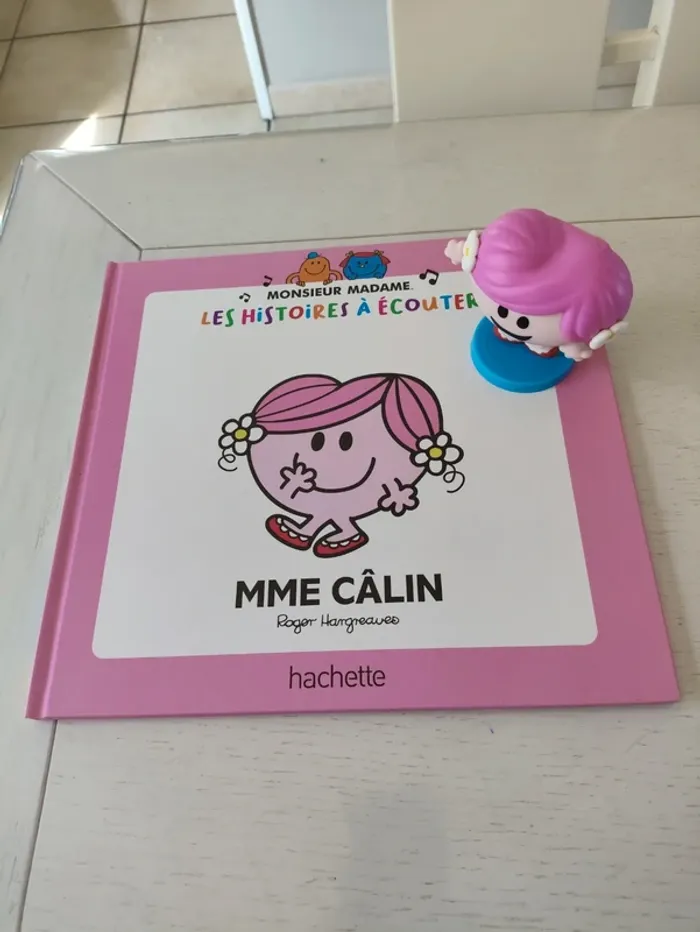 MONSIEUR MADAME
LES HISTOIRES À ÉCOUTER
MME CÂLIN
Roger Hargreaves
hachette